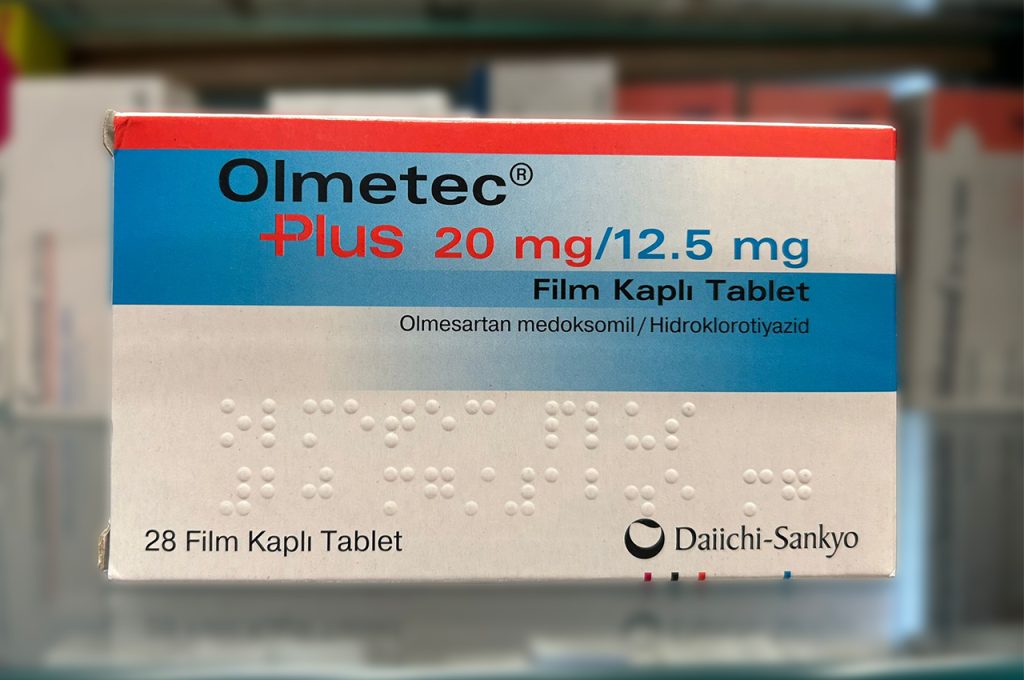 Olmetec®
Plus 20 mg/12.5 mg
Film Kaplı Tablet
Olmesartan medoksomil/Hidroklorotiyazid
28 Film Kaplı Tablet
Daiichi-Sankyo